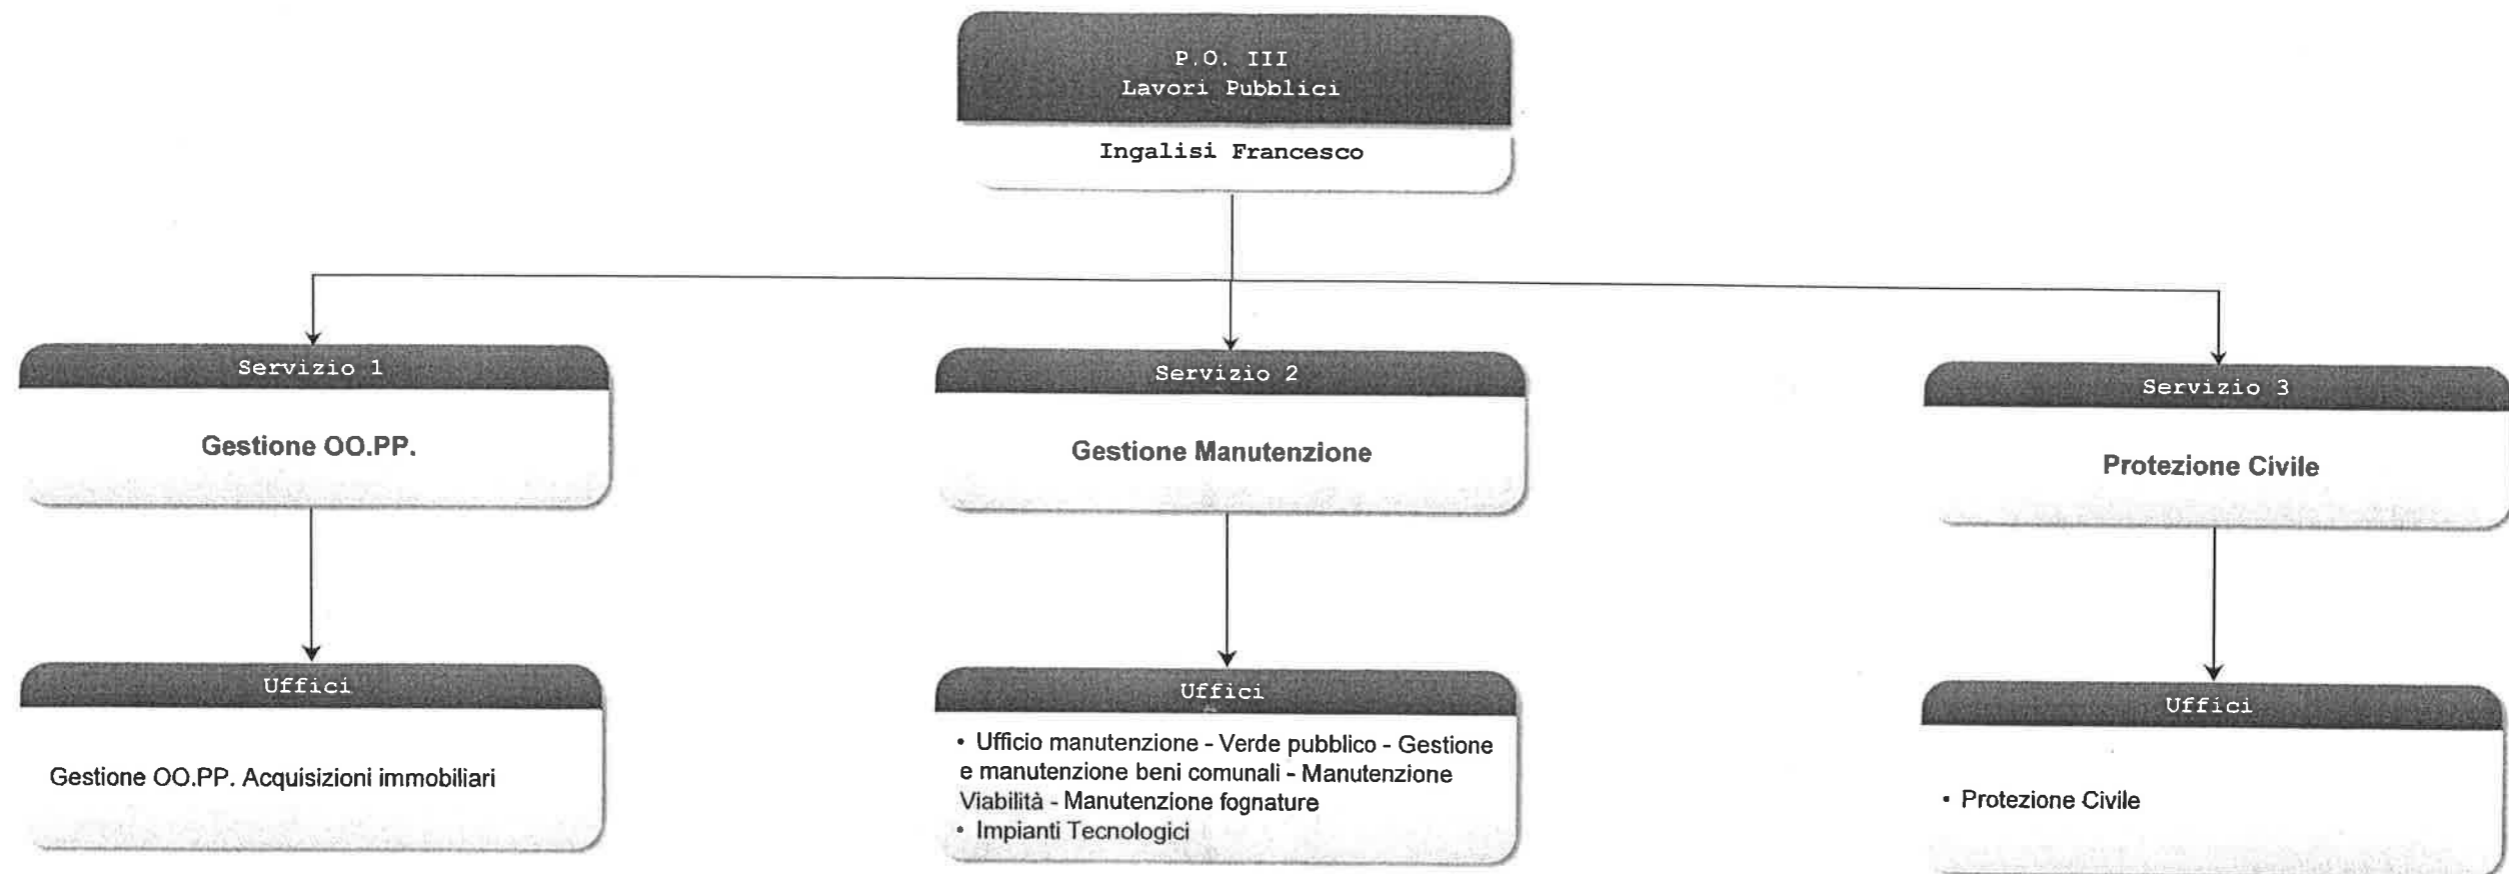 P.O. III
Lavori Pubblici
Ingalisi Francesco
Servizio 1
Gestione OO.PP.
Servizio 2
Gestione Manutenzione
Servizio 3
Protezione Civile
Uffici
Gestione OO.PP. Acquisizioni immobiliari
Uffici
• Ufficio manutenzione - Verde pubblico - Gestione
e manutenzione beni comunali - Manutenzione
Viabilità - Manutenzione fognature
• Impianti Tecnologici
Uffici
• Protezione Civile